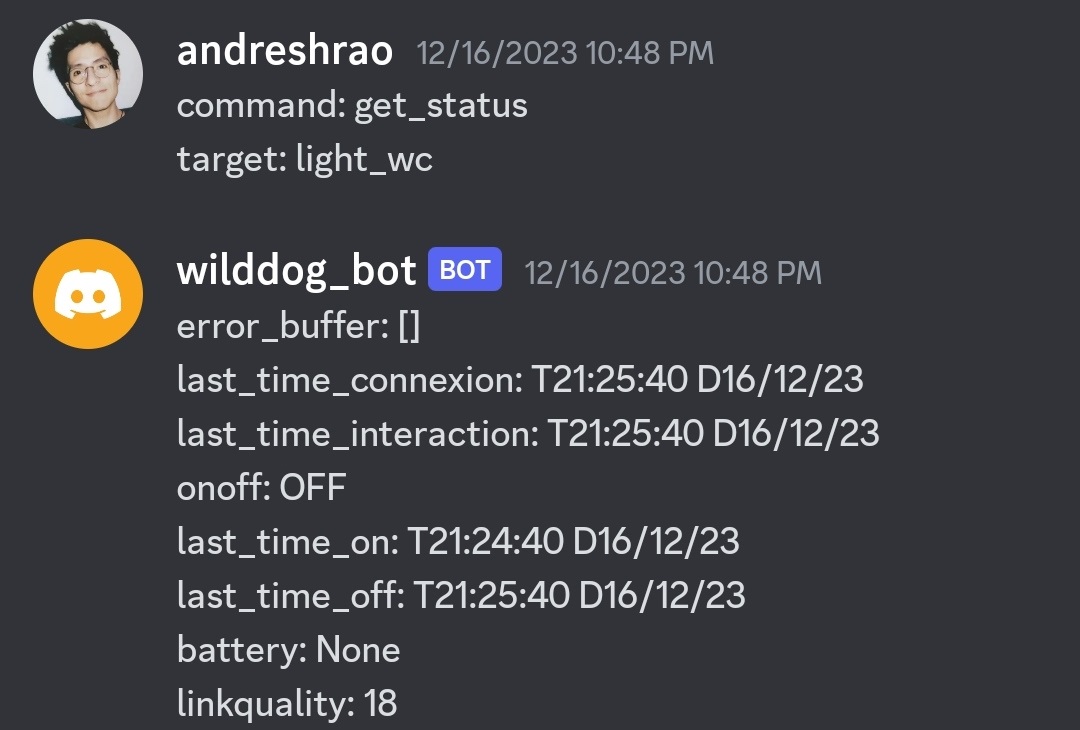 andreshrao 12/16/2023 10:48 PM
command: get_status
target: light_wc
wilddog_bot BOT 12/16/2023 10:48 PM
error_buffer: []
last_time_connexion: T21:25:40 D16/12/23
last_time_interaction: T21:25:40 D16/12/23
onoff: OFF
last_time_on: T21:24:40 D16/12/23
last_time_off: T21:25:40 D16/12/23
battery: None
linkquality: 18